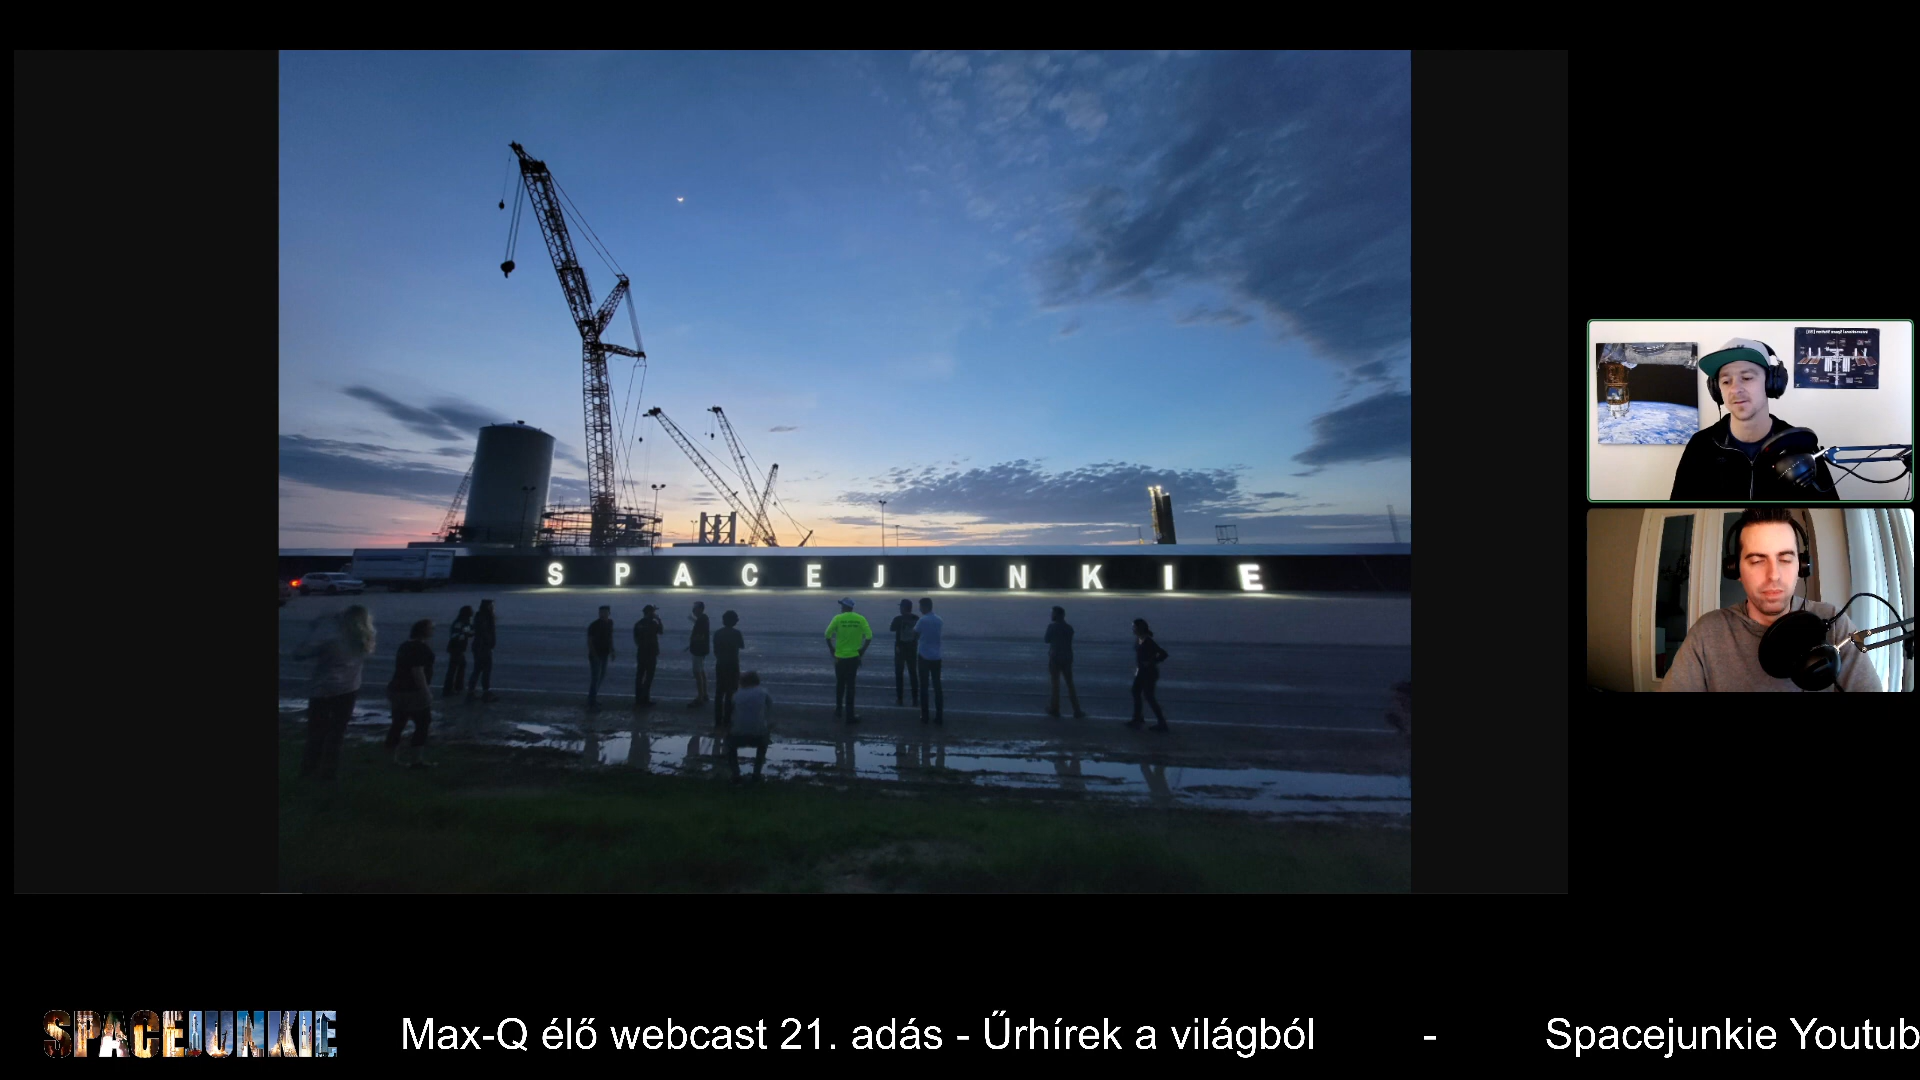 SPACEJUNKIE
SPACEJUNKIE
Max-Q élő webcast 21. adás - Űrhírek a világból - Spacejunkie Youtub